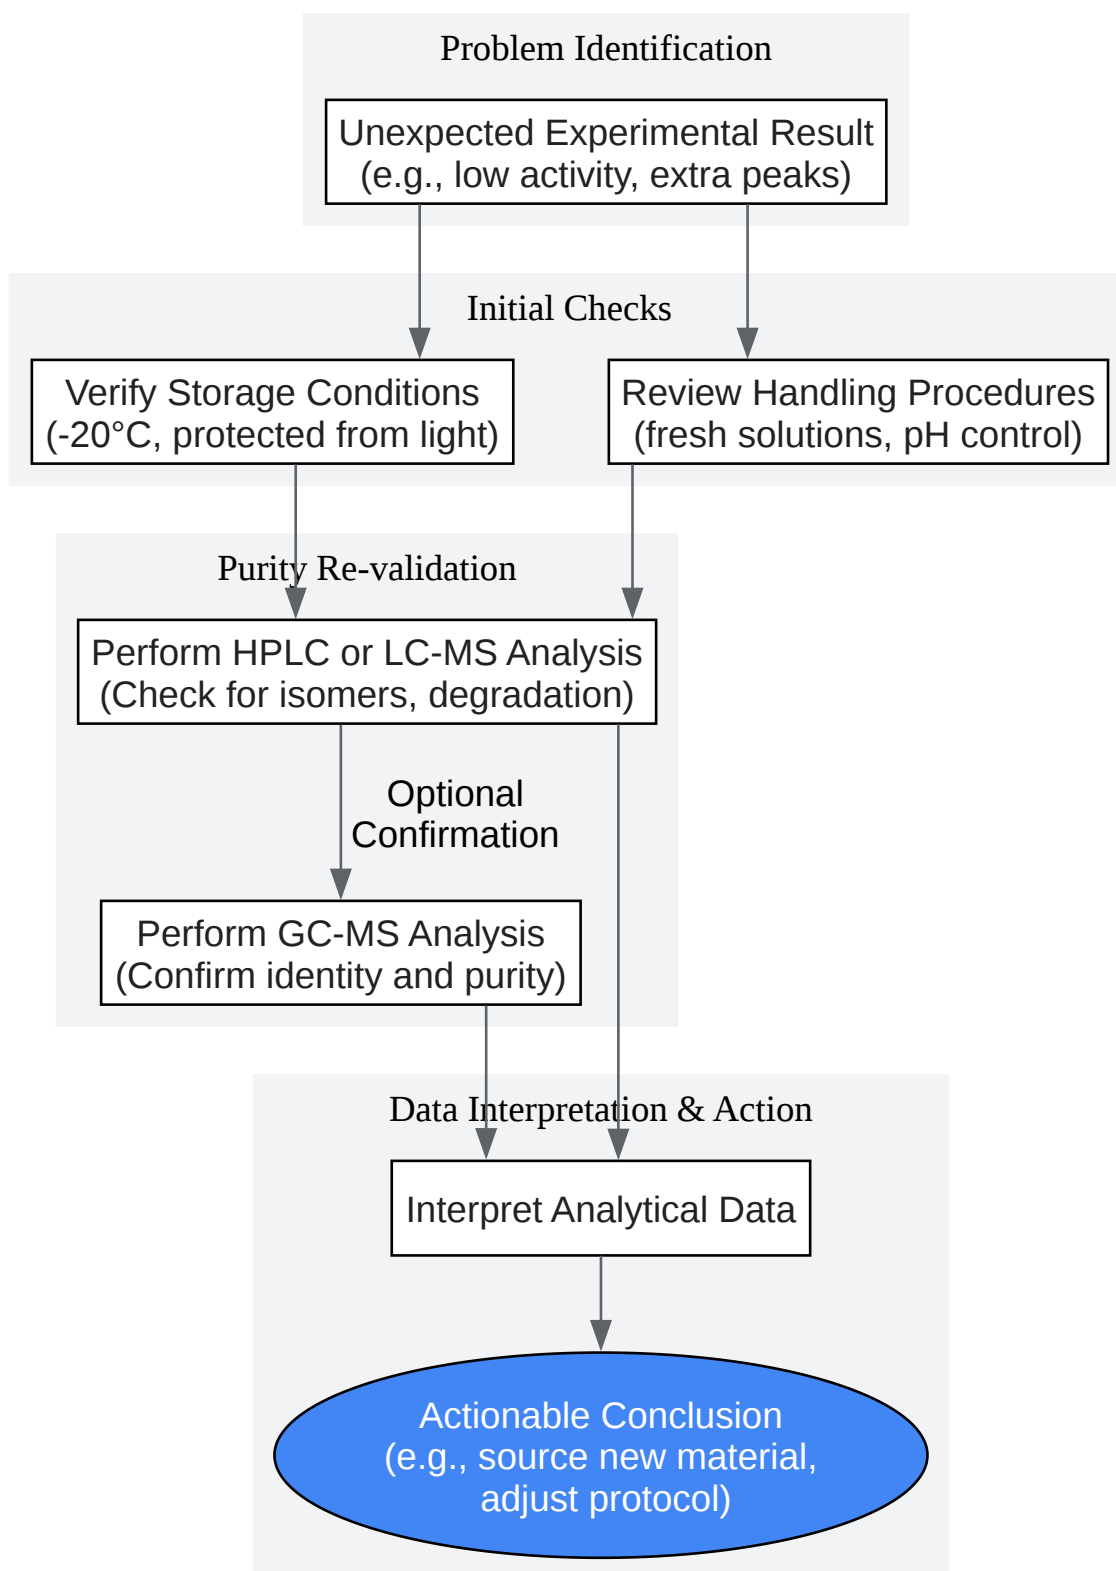 Problem Identification
Unexpected Experimental Result
(e.g., low activity, extra peaks)
Initial Checks
Verify Storage Conditions
(-20°C, protected from light)
Review Handling Procedures
(fresh solutions, pH control)
Purity Re-validation
Perform HPLC or LC-MS Analysis
(Check for isomers, degradation)
Optional
Confirmation
Perform GC-MS Analysis
(Confirm identity and purity)
Data Interpretation & Action
Interpret Analytical Data
Actionable Conclusion
(e.g., source new material,
adjust protocol)